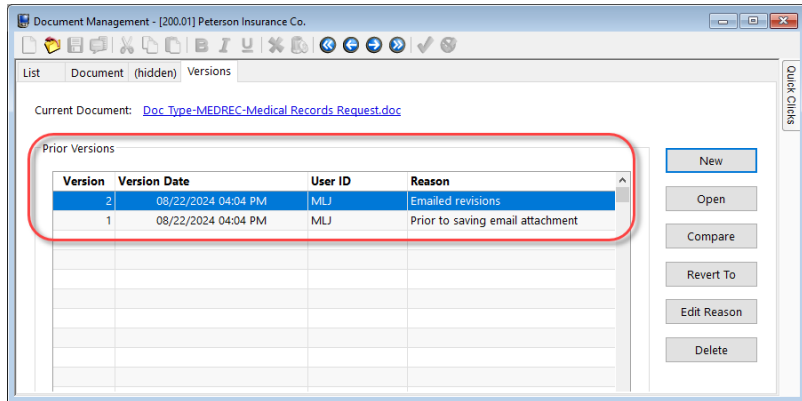 Document Management - [200.01] Peterson Insurance Co.
B I U
List Document (hidden) Versions
Quick Clicks
Current Document: Doc Type-MEDREC-Medical Records Request.doc
Prior Versions
New
Version Version Date User ID Reason
2 08/22/2024 04:04 PM MLJ Emailed revisions
Open
1 08/22/2024 04:04 PM MLJ Prior to saving email attachment
Compare
Revert To
Edit Reason
Delete